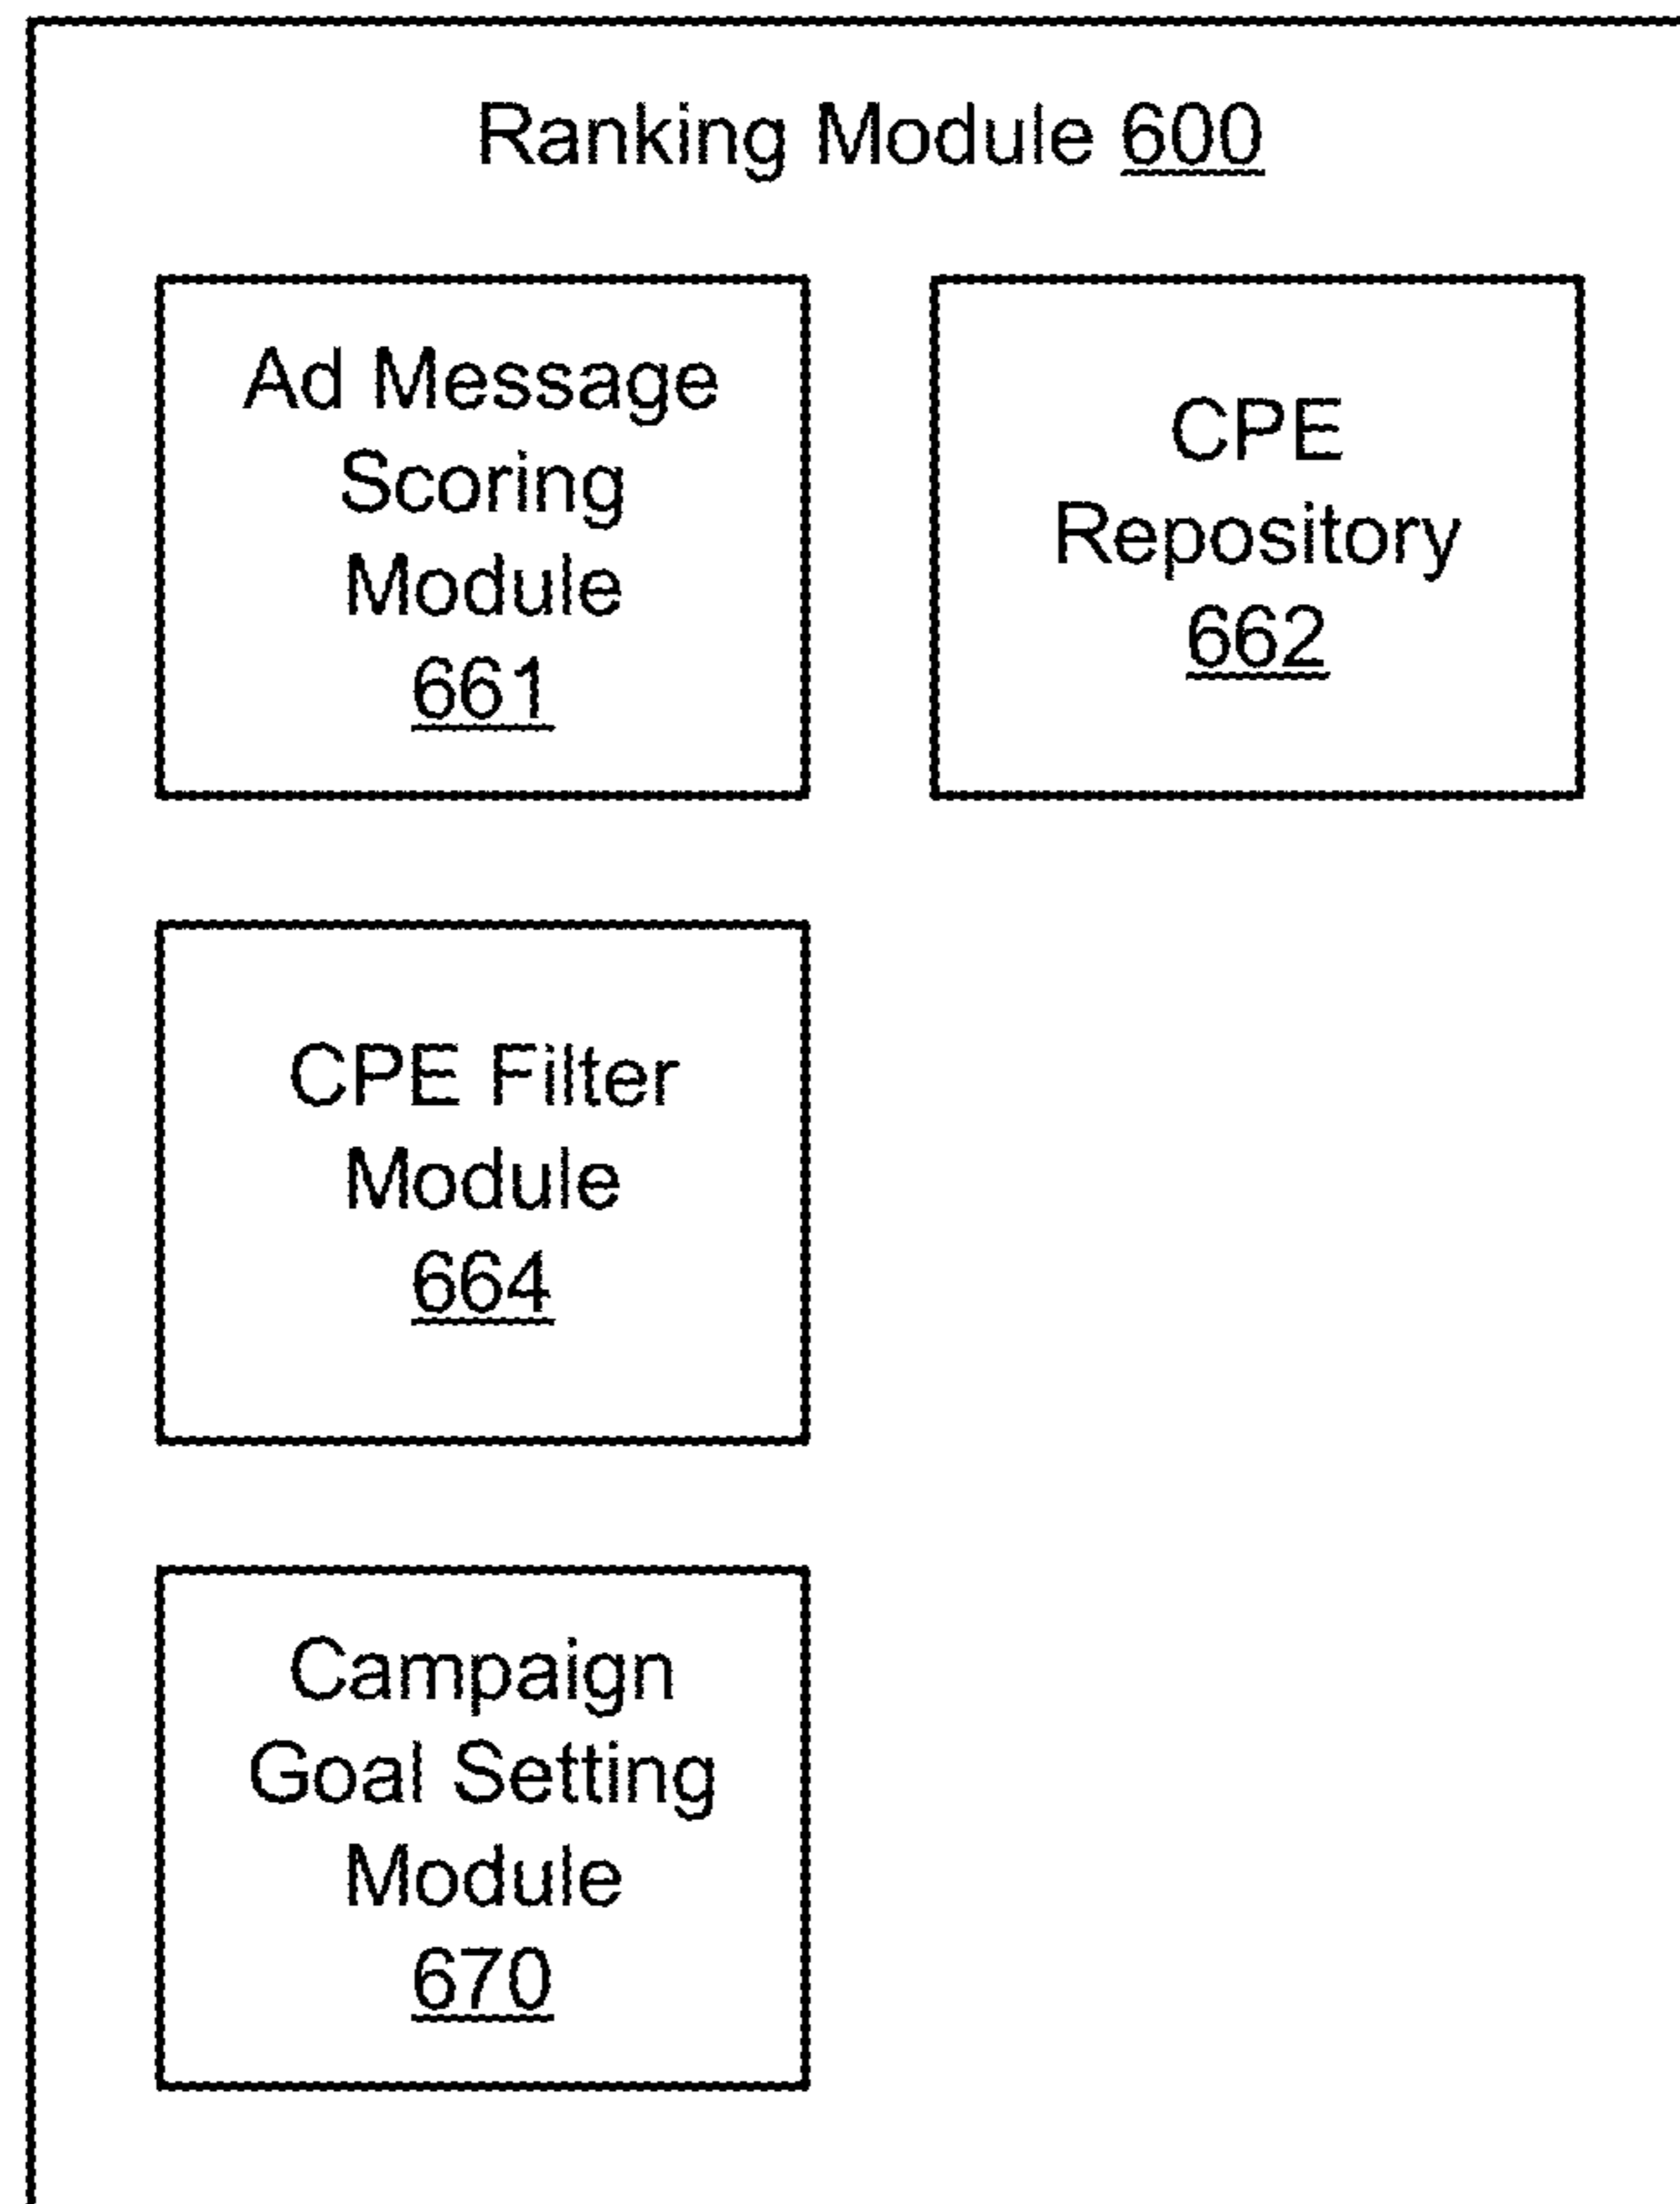 Ranking Module 600
Ad Message
Scoring
Module
661
CPE
Repository
662
CPE Filter
Module
664
Campaign
Goal Setting
Module
670